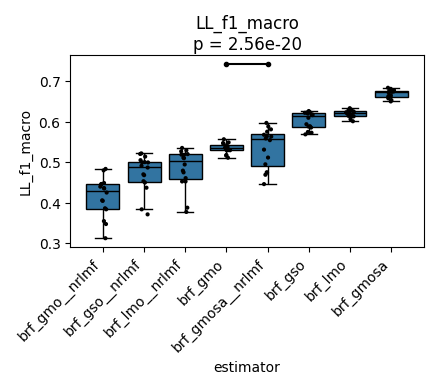 LL_f1_macro
p = 2.56e-20
LL_f1_macro
0.7
0.6
0.5
0.4
0.3
brf_gmo__nrlmf
brf_gso__nrlmf
brf_lmo__nrlmf
brf_gmo
brf_gmosa__nrlmf
brf_gso
brf_lmo
brf_gmosa
estimator